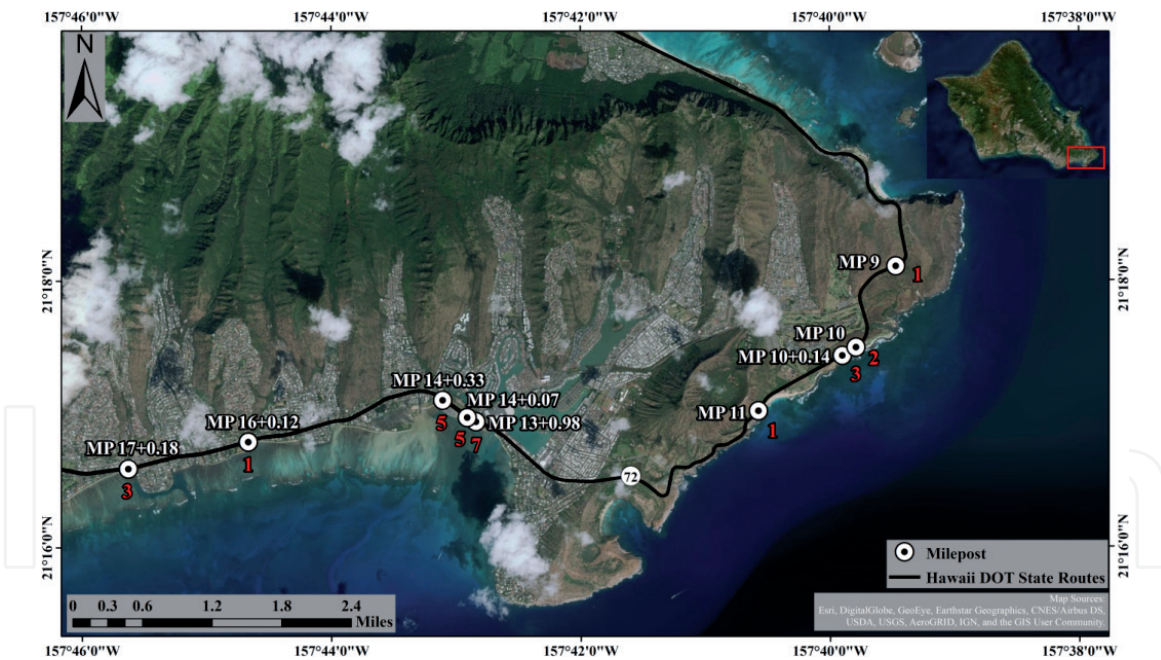 157°46'0"W 157°44'0"W 157°42'0"W 157°40'0"W 157°38'0"W
N
21°18'0"N
21°18'0"N
MP 9
1
MP 10
2
MP 10+0.14
3
MP 11
1
MP 14+0.33
5
MP 14+0.07
5
MP 13+0.98
7
MP 16+0.12
1
MP 17+0.18
3
72
21°16'0"N
21°16'0"N
Milepost
Hawaii DOT State Routes
0 0.3 0.6 1.2 1.8 2.4
Miles
Map Sources:
Esri, DigitalGlobe, GeoEye, Earthstar Geographics, CNES/Airbus DS,
USDA, USGS, AeroGRID, IGN, and the GIS User Community.
157°46'0"W 157°44'0"W 157°42'0"W 157°40'0"W 157°38'0"W